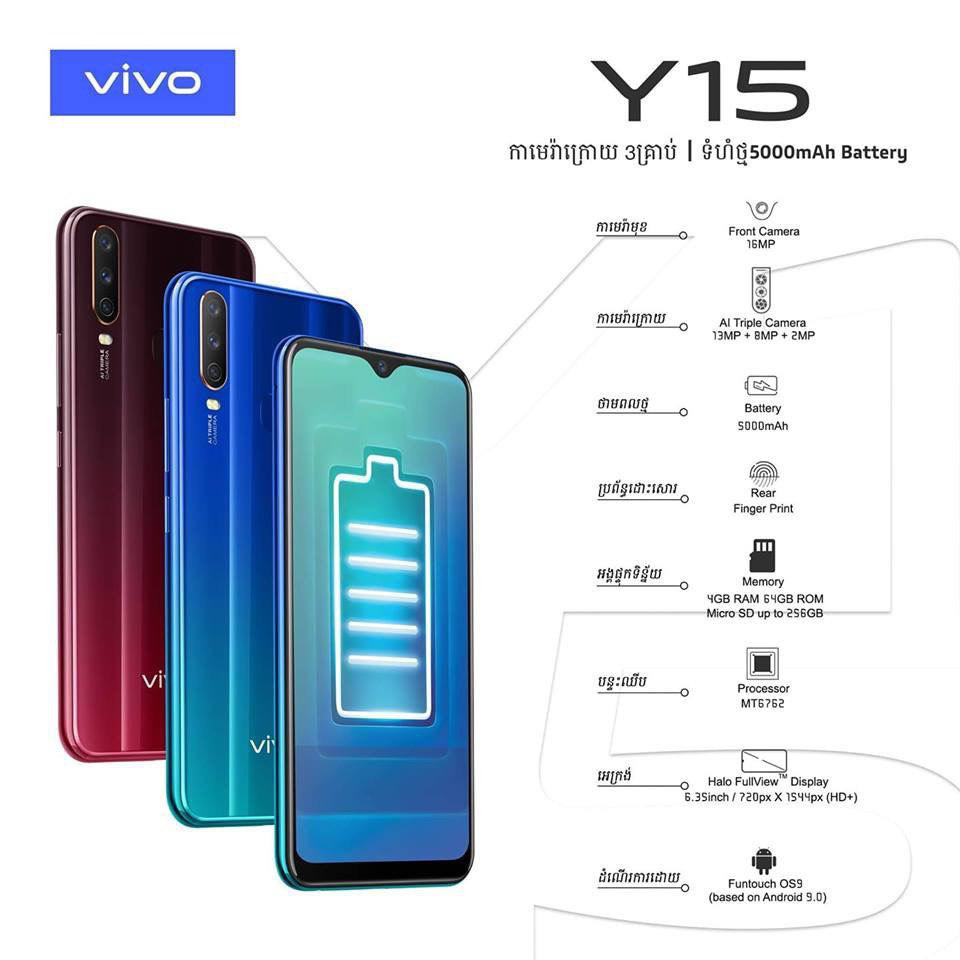 vivo
Y15
កាមេរ៉ាក្រោយ 3គ្រាប់ | ទំហំថ្ម5000mAh Battery
កាមេរ៉ាមុខ
Front Camera
16MP
កាមេរ៉ាក្រោយ
AI Triple Camera
13MP + 8MP + 2MP
ថាមពលថ្ម
Battery
5000mAh
ប្រព័ន្ធដោះសោរ
Rear
Finger Print
អង្គផ្ទុកទិន្ន័យ
Memory
4GB RAM 64GB ROM
Micro SD up to 256GB
បន្ទះឈីប
Processor
MT6762
អេក្រង់
Halo FullView™ Display
6.35inch / 720px X 1544px (HD+)
ដំណើរការដោយ
Funtouch OS9
(based on Android 9.0)
AI TRIPLE
CAMERA
AI TRIPLE
CAMERA
vi
vi